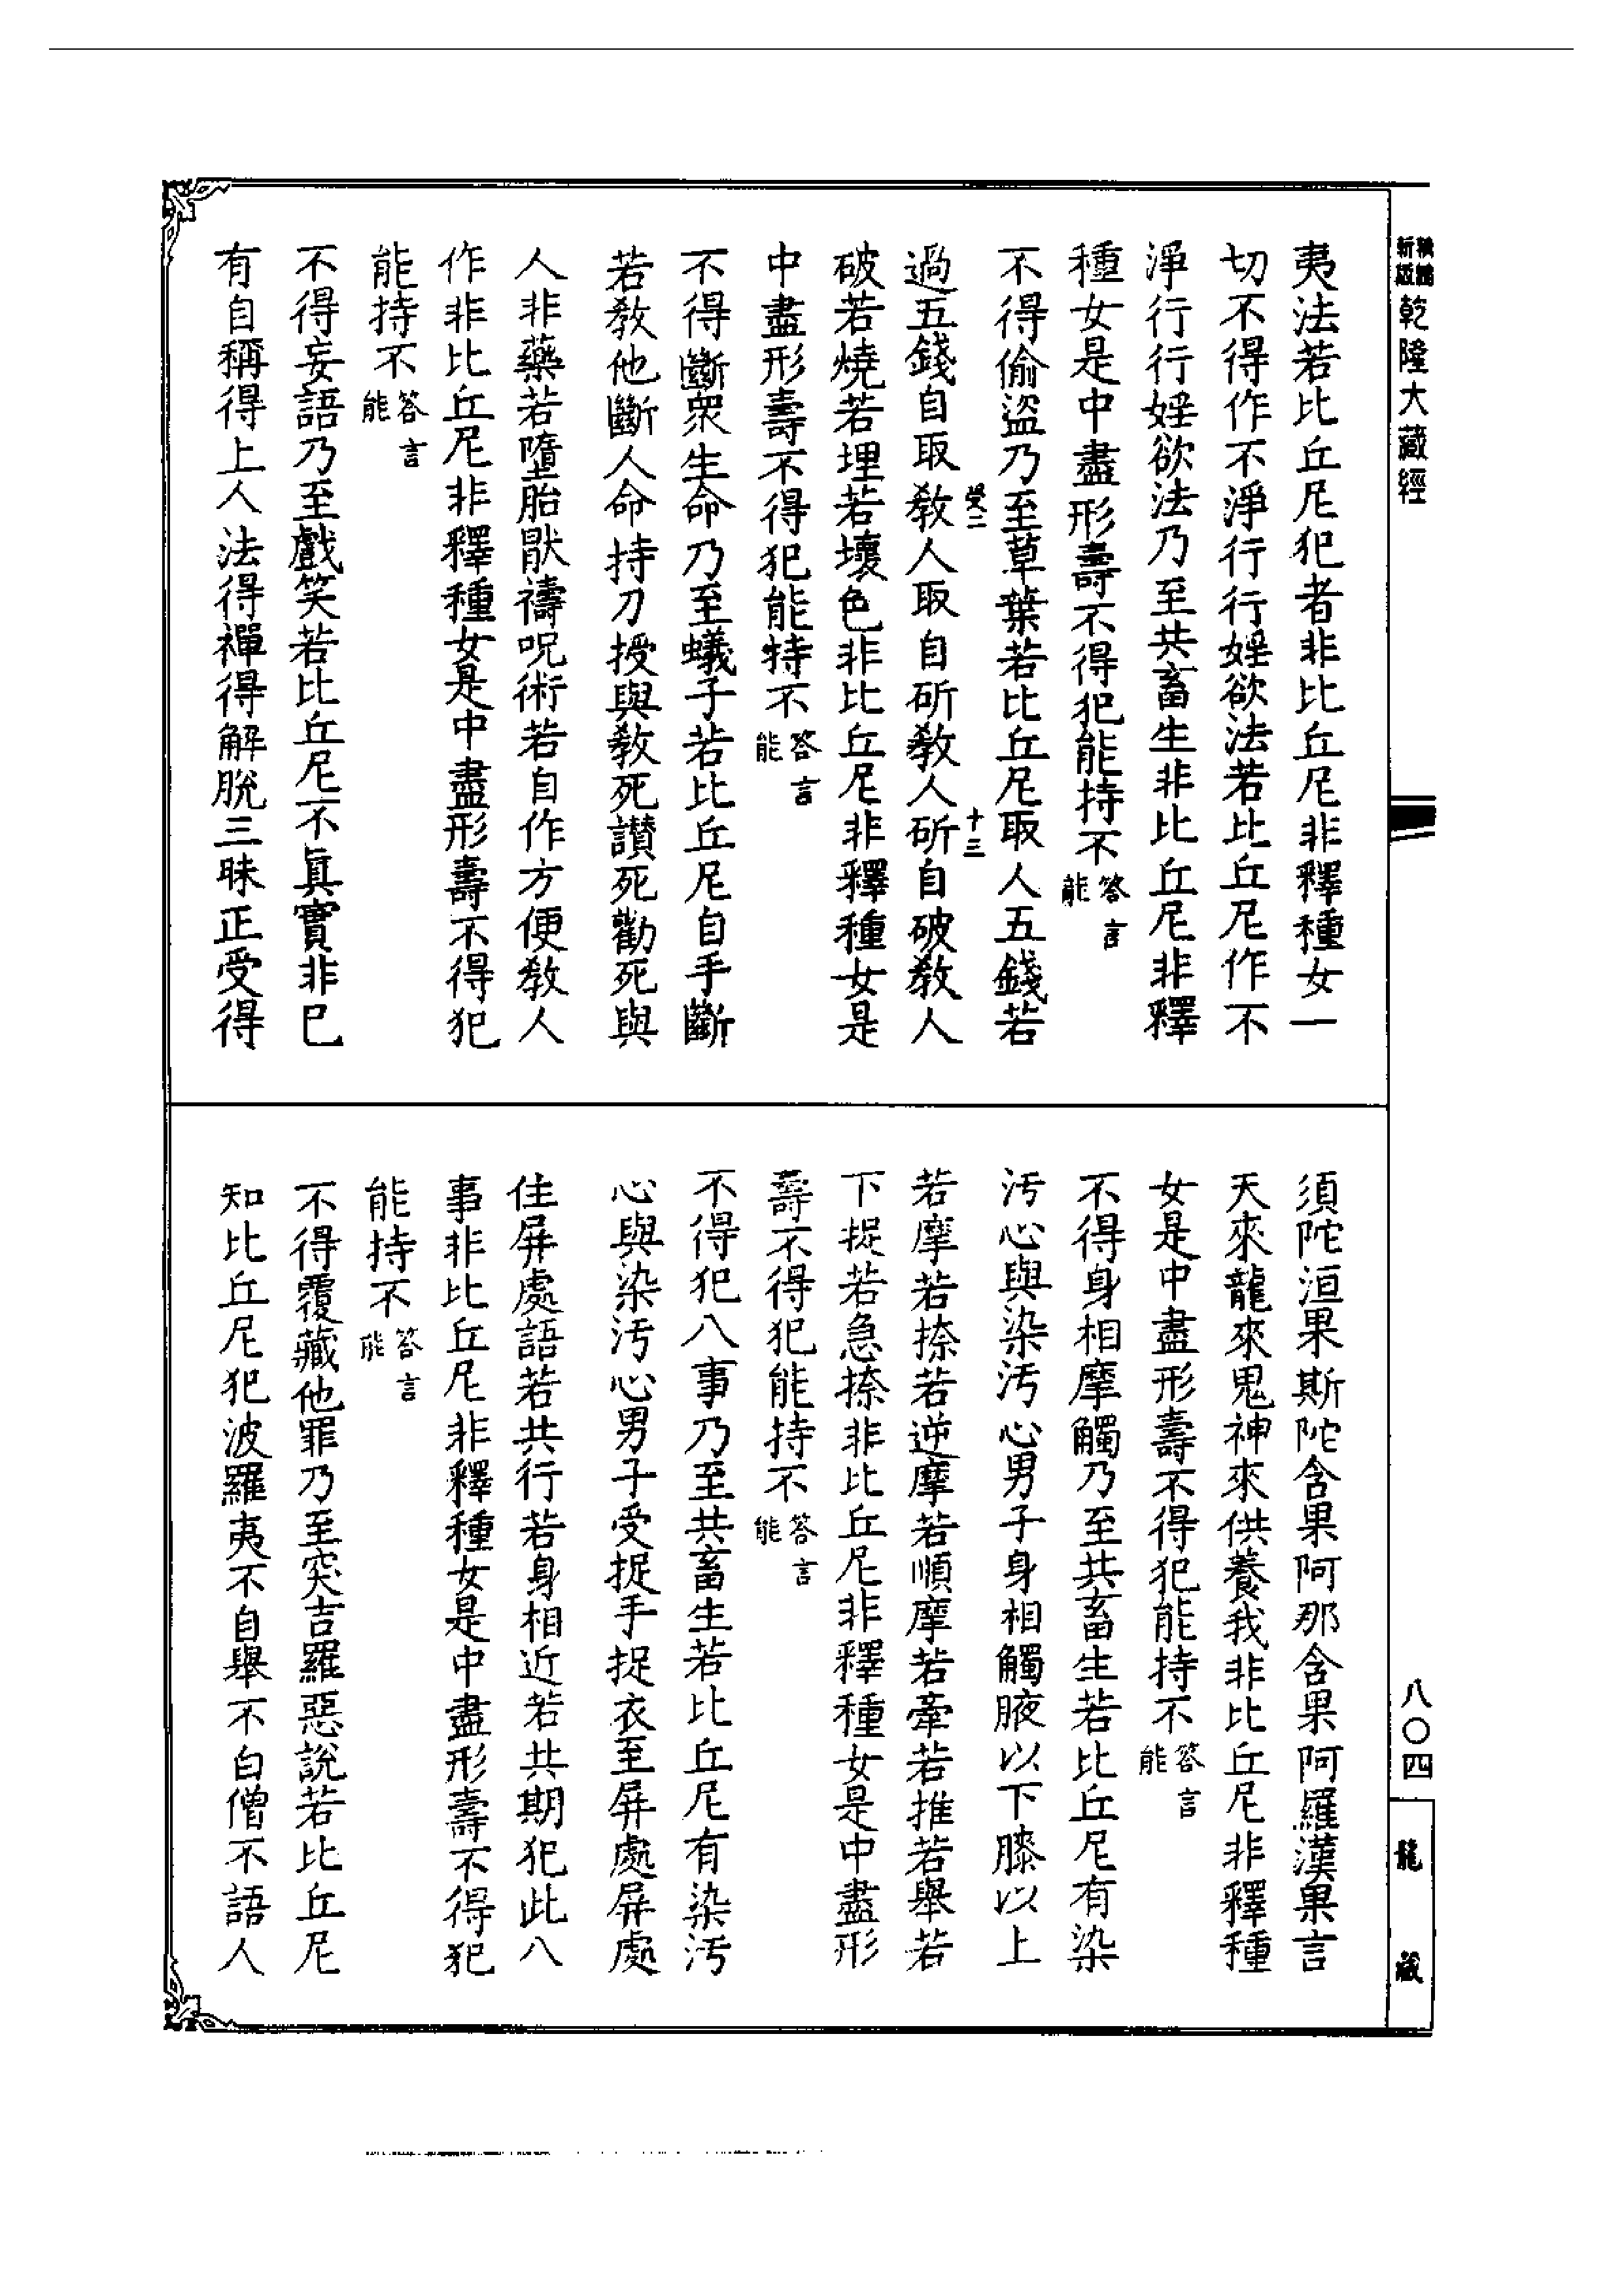 精緻新版乾隆大藏經
八〇四
龍藏
夷法若比丘尼犯者非比丘尼非釋種女一
切不得作不淨行行婬欲法若比丘尼作不
淨行行婬欲法乃至共畜生非比丘尼非釋
種女是中盡形壽不得犯能持不答言能
不得偷盜乃至草葉若比丘尼取人五錢若
受二 十三
過五錢自取教人取自斫教人斫自破教人
破若燒若埋若壞色非比丘尼非釋種女是
中盡形壽不得犯能持不答言能
不得斷衆生命乃至蟻子若比丘尼自手斷
若教他斷人命持刀授與教死讃死勸死與
人非藥若墮胎猒禱呪術若自作方便教人
作非比丘尼非釋種女是中盡形壽不得犯
能持不答言能
不得妄語乃至戲笑若比丘尼不眞實非巳
有自稱得上人法得禪得解脫三昧正受得
須陀洹果斯陀含果阿那含果阿羅漢果言
天來龍來鬼神來供養我非比丘尼非釋種
女是中盡形壽不得犯能持不答言能
不得身相摩觸乃至共畜生若比丘尼有染
汚心與染汚心男子身相觸腋以下膝以上
若摩若捺若逆摩若順摩若牽若推若舉若
下捉若急捺非比丘尼非釋種女是中盡形
壽不得犯能持不答言能
不得犯八事乃至共畜生若比丘尼有染汚
心與染汚心男子受捉手捉衣至屏處屏處
住屏處語若共行若身相近若共期犯此八
事非比丘尼非釋種女是中盡形壽不得犯
能持不答言能
不得覆藏他罪乃至突吉羅惡說若比丘尼
知比丘尼犯波羅夷不自舉不白僧不語人